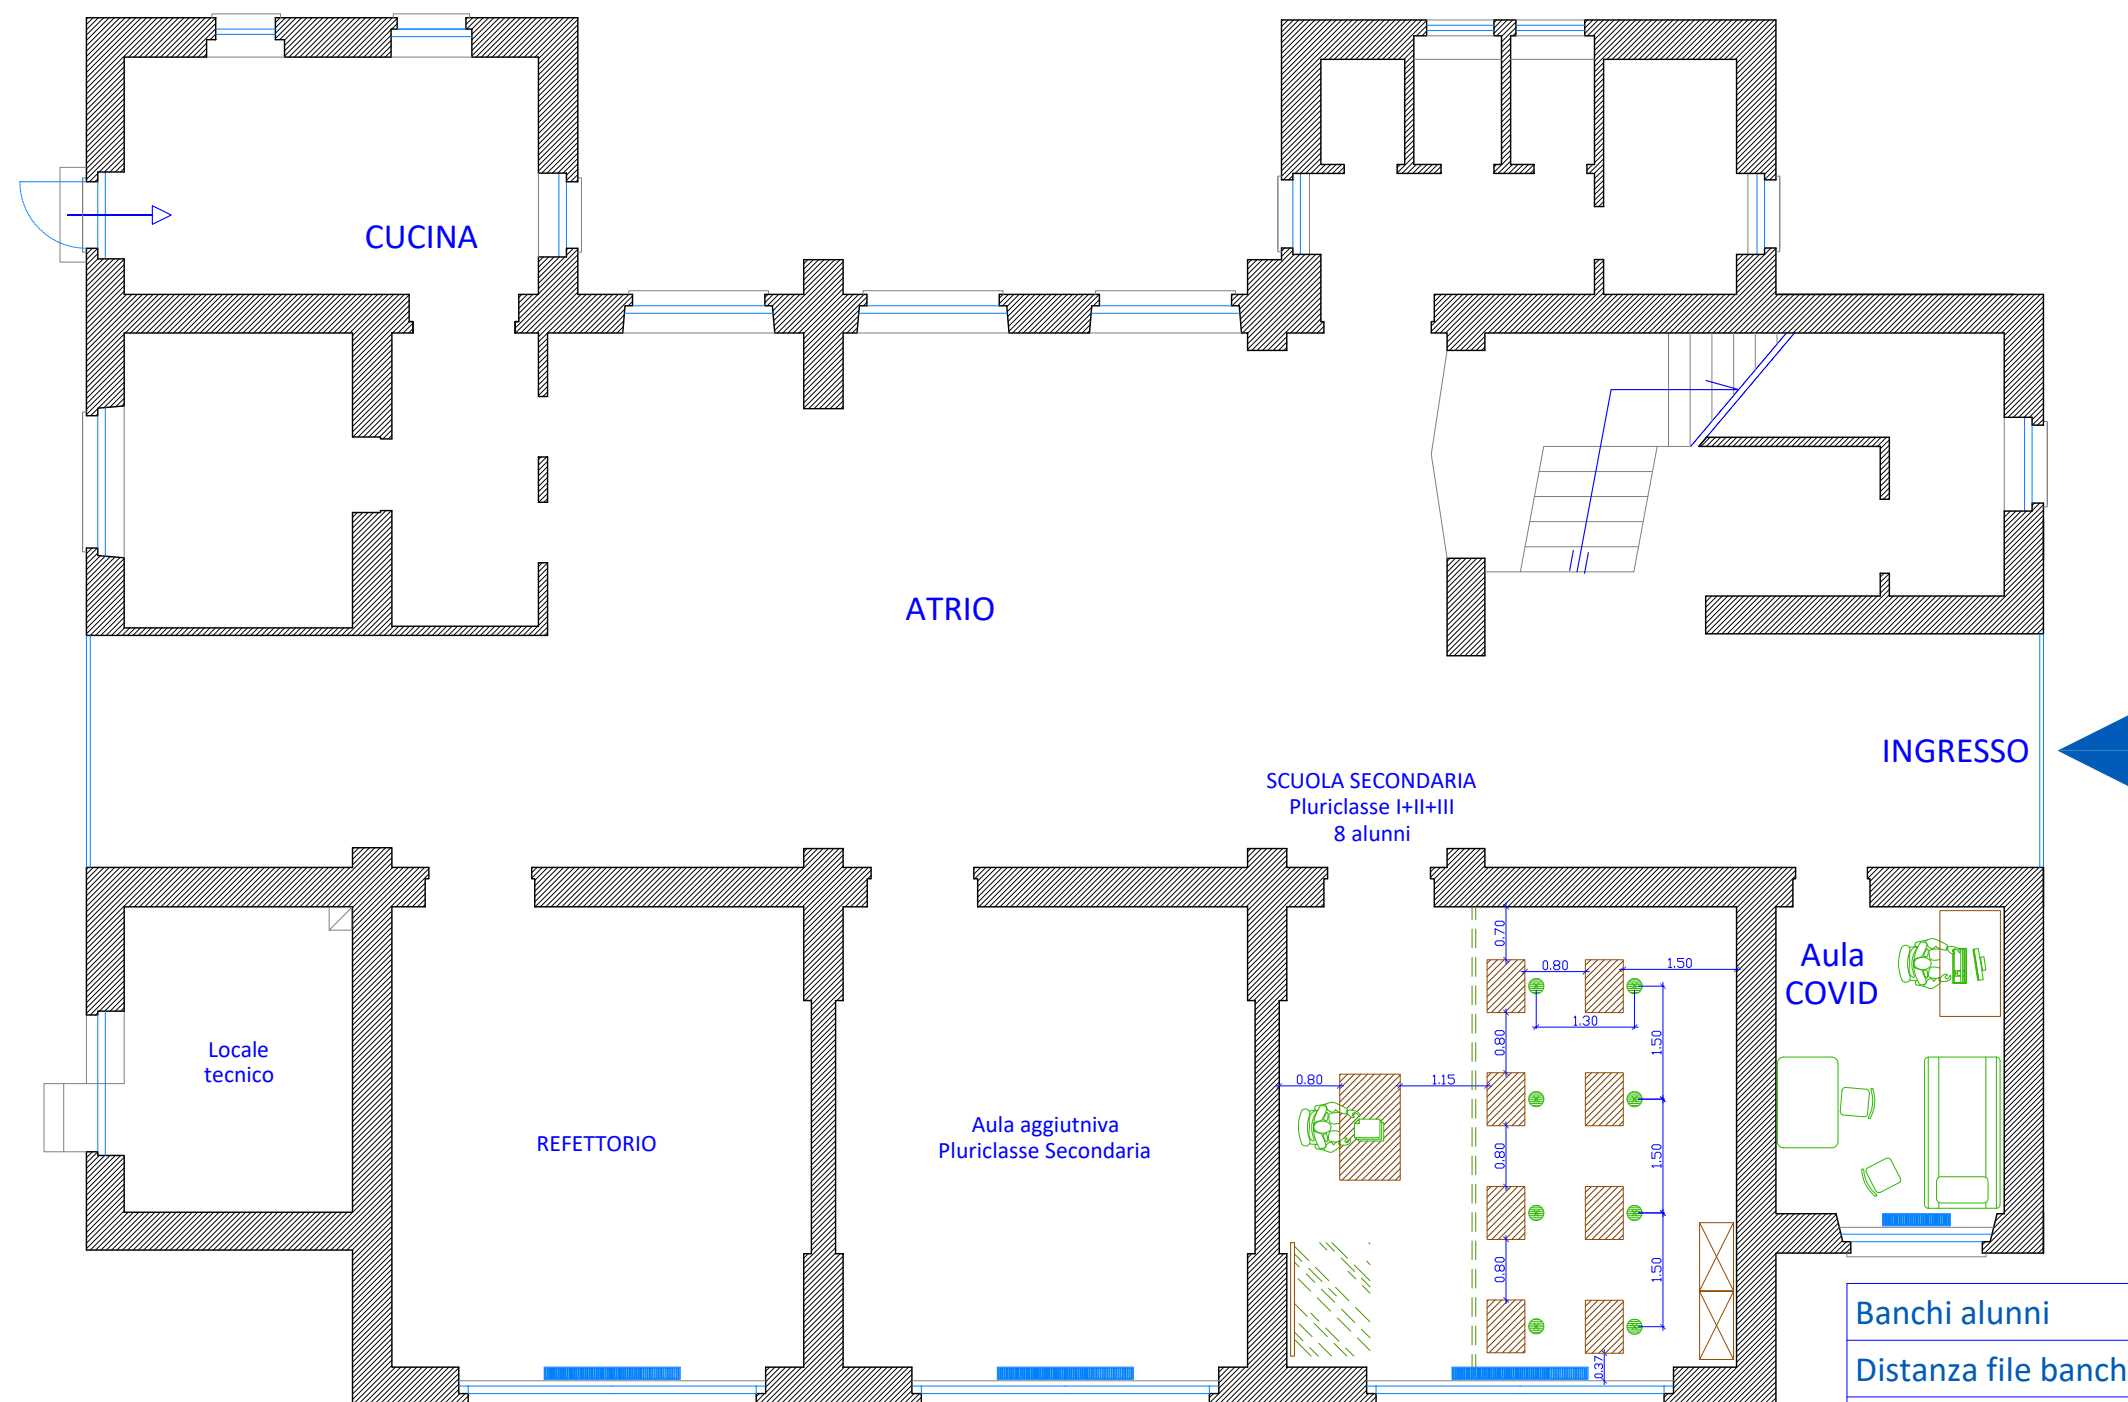 CUCINA
ATRIO
INGRESSO
SCUOLA SECONDARIA
Pluriclasse I+II+III
8 alunni
0.70
0.80
1.50
Aula
COVID
1.30
0.80
1.50
Locale
tecnico
0.80
1.15
REFETTORIO
Aula aggiutniva
Pluriclasse Secondaria
0.80
1.50
0.80
1.50
0.37
Banchi alunni
Distanza file banch